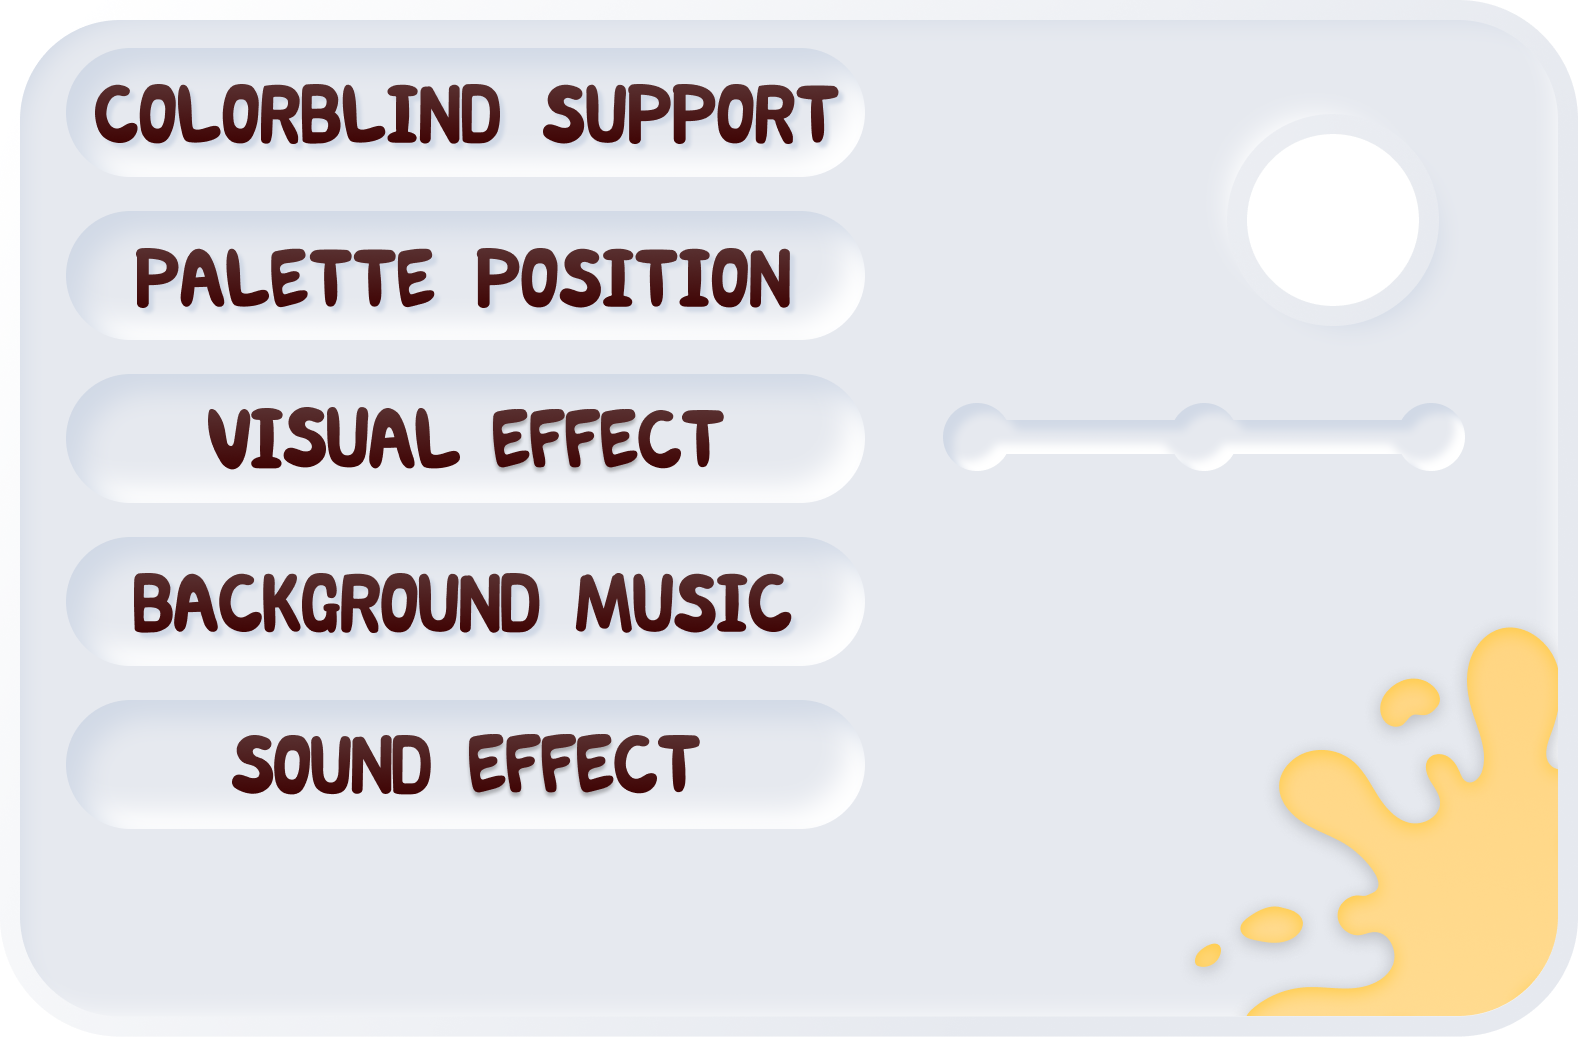 COLORBLIND SUPPORT
PALETTE POSITION
VISUAL EFFECT
BACKGROUND MUSIC
SOUND EFFECT